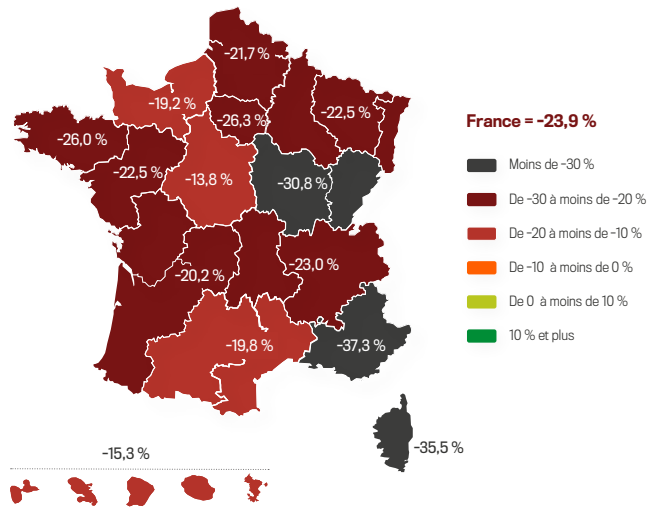 -21,7 %
-19,2 %
-26,3 %
-22,5 %
-26,0 %
-22,5 %
-13,8 %
-30,8 %
-20,2 %
-23,0 %
-19,8 %
-37,3 %
-35,5 %
-15,3 %
France = -23,9 %
Moins de -30 %
De -30 à moins de -20 %
De -20 à moins de -10 %
De -10 à moins de 0 %
De 0 à moins de 10 %
10 % et plus